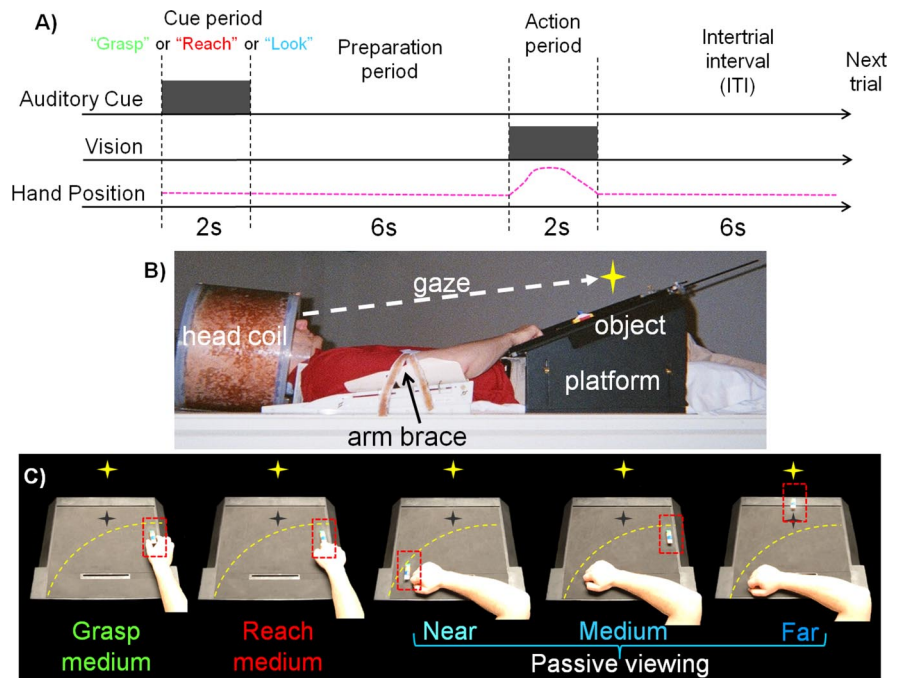 A)
Cue period
“Grasp” or “Reach” or “Look”
Preparation
period
Action
period
Intertrial
interval
(ITI)
Next
trial
Auditory Cue
Vision
Hand Position
2s
6s
2s
6s
B)
gaze
head coil
object
platform
arm brace
C)
Grasp
medium
Reach
medium
Near
Medium
Far
Passive viewing